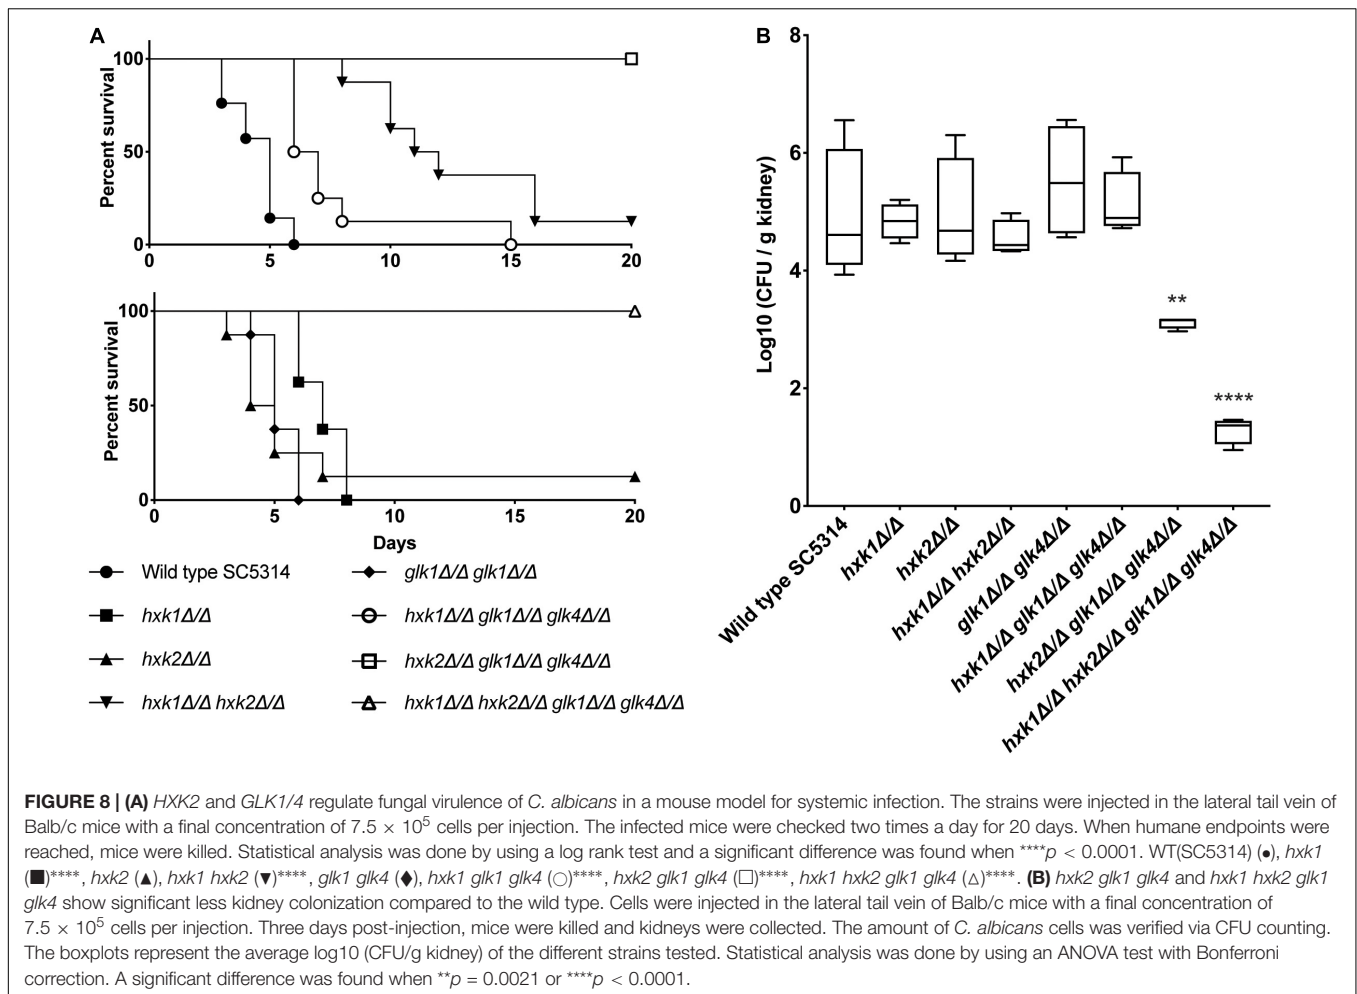 A
100
50
0
Percent survival
0
5
10
15
20
100
50
0
Percent survival
0
5
10
15
20
Days
Wild type SC5314
hxk1Δ/Δ
hxk2Δ/Δ
hxk1Δ/Δ hxk2Δ/Δ
glk1Δ/Δ glk1Δ/Δ
hxk1Δ/Δ glk1Δ/Δ glk4Δ/Δ
hxk2Δ/Δ glk1Δ/Δ glk4Δ/Δ
hxk1Δ/Δ hxk2Δ/Δ glk1Δ/Δ glk4Δ/Δ
B
8
6
4
2
0
Log10 (CFU / g kidney)
**
****
Wild type SC5314
hxk1Δ/Δ
hxk2Δ/Δ
hxk1Δ/Δ hxk2Δ/Δ
glk1Δ/Δ glk4Δ/Δ
hxk1Δ/Δ glk1Δ/Δ glk4Δ/Δ
hxk2Δ/Δ glk1Δ/Δ glk4Δ/Δ
hxk1Δ/Δ hxk2Δ/Δ glk1Δ/Δ glk4Δ/Δ
FIGURE 8 | (A) HXK2 and GLK1/4 regulate fungal virulence of C. albicans in a mouse model for systemic infection. The strains were injected in the lateral tail vein of
Balb/c mice with a final concentration of 7.5 × 10⁵ cells per injection. The infected mice were checked two times a day for 20 days. When humane endpoints were
reached, mice were killed. Statistical analysis was done by using a log rank test and a significant difference was found when ****p < 0.0001. WT(SC5314) (●), hxk1
(■)****, hxk2 (▲), hxk1 hxk2 (▼)****, glk1 glk4 (♦), hxk1 glk1 glk4 (○)****, hxk2 glk1 glk4 (□)****, hxk1 hxk2 glk1 glk4 (△)****. (B) hxk2 glk1 glk4 and hxk1 hxk2 glk1
glk4 show significant less kidney colonization compared to the wild type. Cells were injected in the lateral tail vein of Balb/c mice with a final concentration of
7.5 × 10⁵ cells per injection. Three days post-injection, mice were killed and kidneys were collected. The amount of C. albicans cells was verified via CFU counting.
The boxplots represent the average log10 (CFU/g kidney) of the different strains tested. Statistical analysis was done by using an ANOVA test with Bonferroni
correction. A significant difference was found when **p = 0.0021 or ****p < 0.0001.